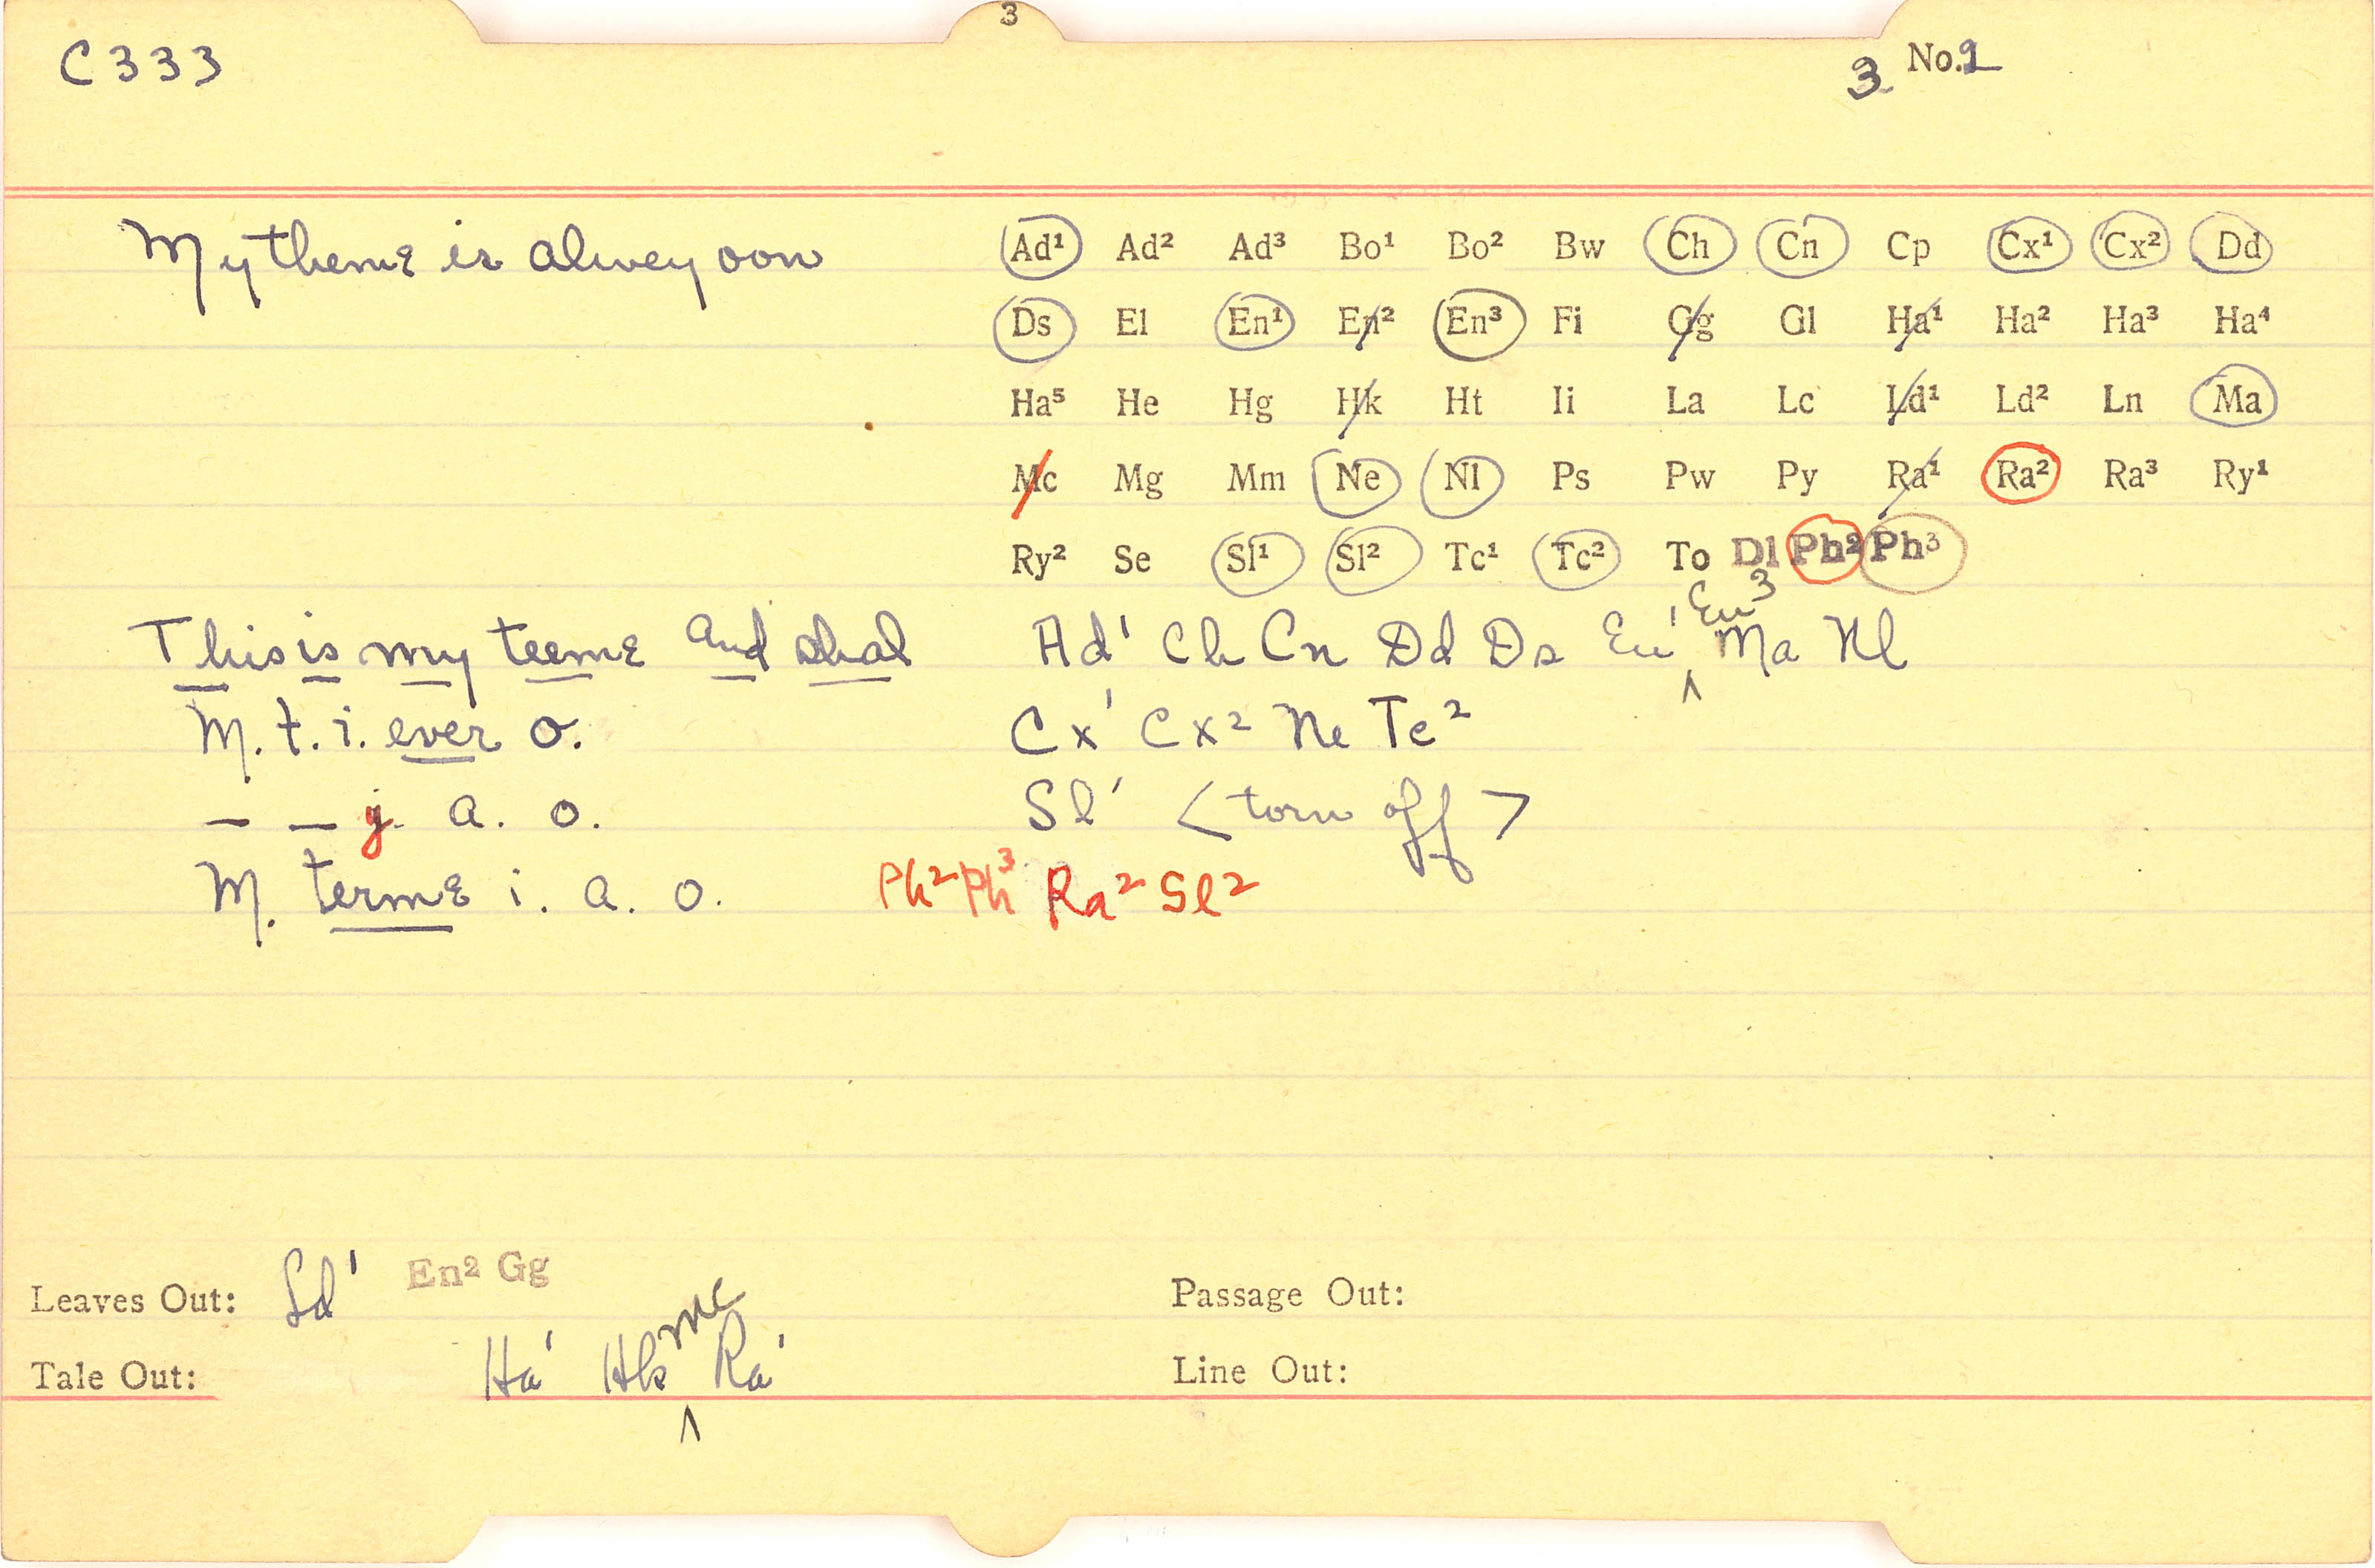 3
C 333
3 No. 2
My theme is alwey oon
Ad¹ Ad² Ad³ Bo¹ Bo² Bw Ch Cn Cp Cx¹ Cx² Dd
Ds El En¹ En² En³ Fi Gg Gl Ha¹ Ha² Ha³ Ha⁴
Ha⁵ He Hg Hk Ht Ii La Lc Ld¹ Ld² Ln Ma
Mc Mg Mm Ne Nl Ps Pw Py Ra¹ Ra² Ra³ Ry¹
Ry² Se Sl¹ Sl² Tc¹ Tc² To Dl Ph² Ph³
This is my teeme and shal Ad¹ Ch Cn Dd Ds En¹ En³ Ma Nl
M. t. i. ever o. Cx¹ Cx² Ne Tc²
— — j. a. o. Sl¹ <torn off>
M. terme i. a. o. Ph² Ph³ Ra² Sl²
Leaves Out: Ld¹ En² Gg
Passage Out:
Tale Out: Ha¹ Hk Mc Ra¹
Line Out: